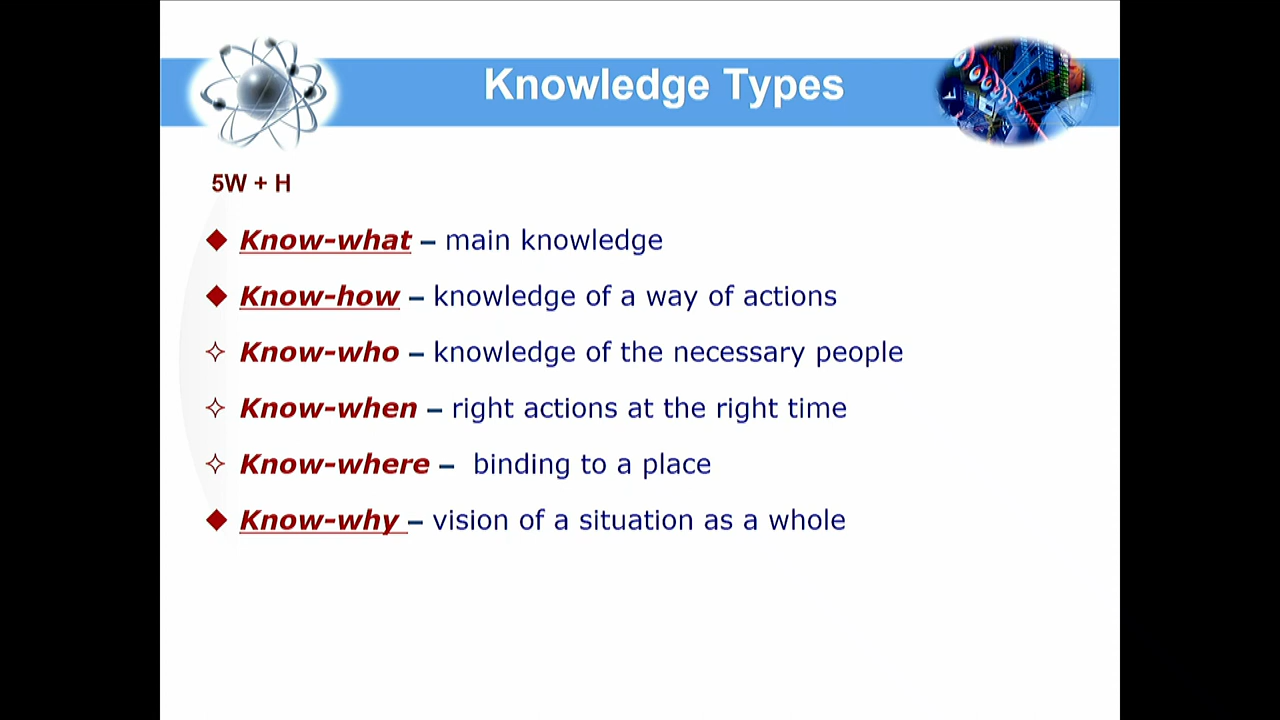 Knowledge Types
5W + H
Know-what – main knowledge
Know-how – knowledge of a way of actions
Know-who – knowledge of the necessary people
Know-when – right actions at the right time
Know-where – binding to a place
Know-why – vision of a situation as a whole